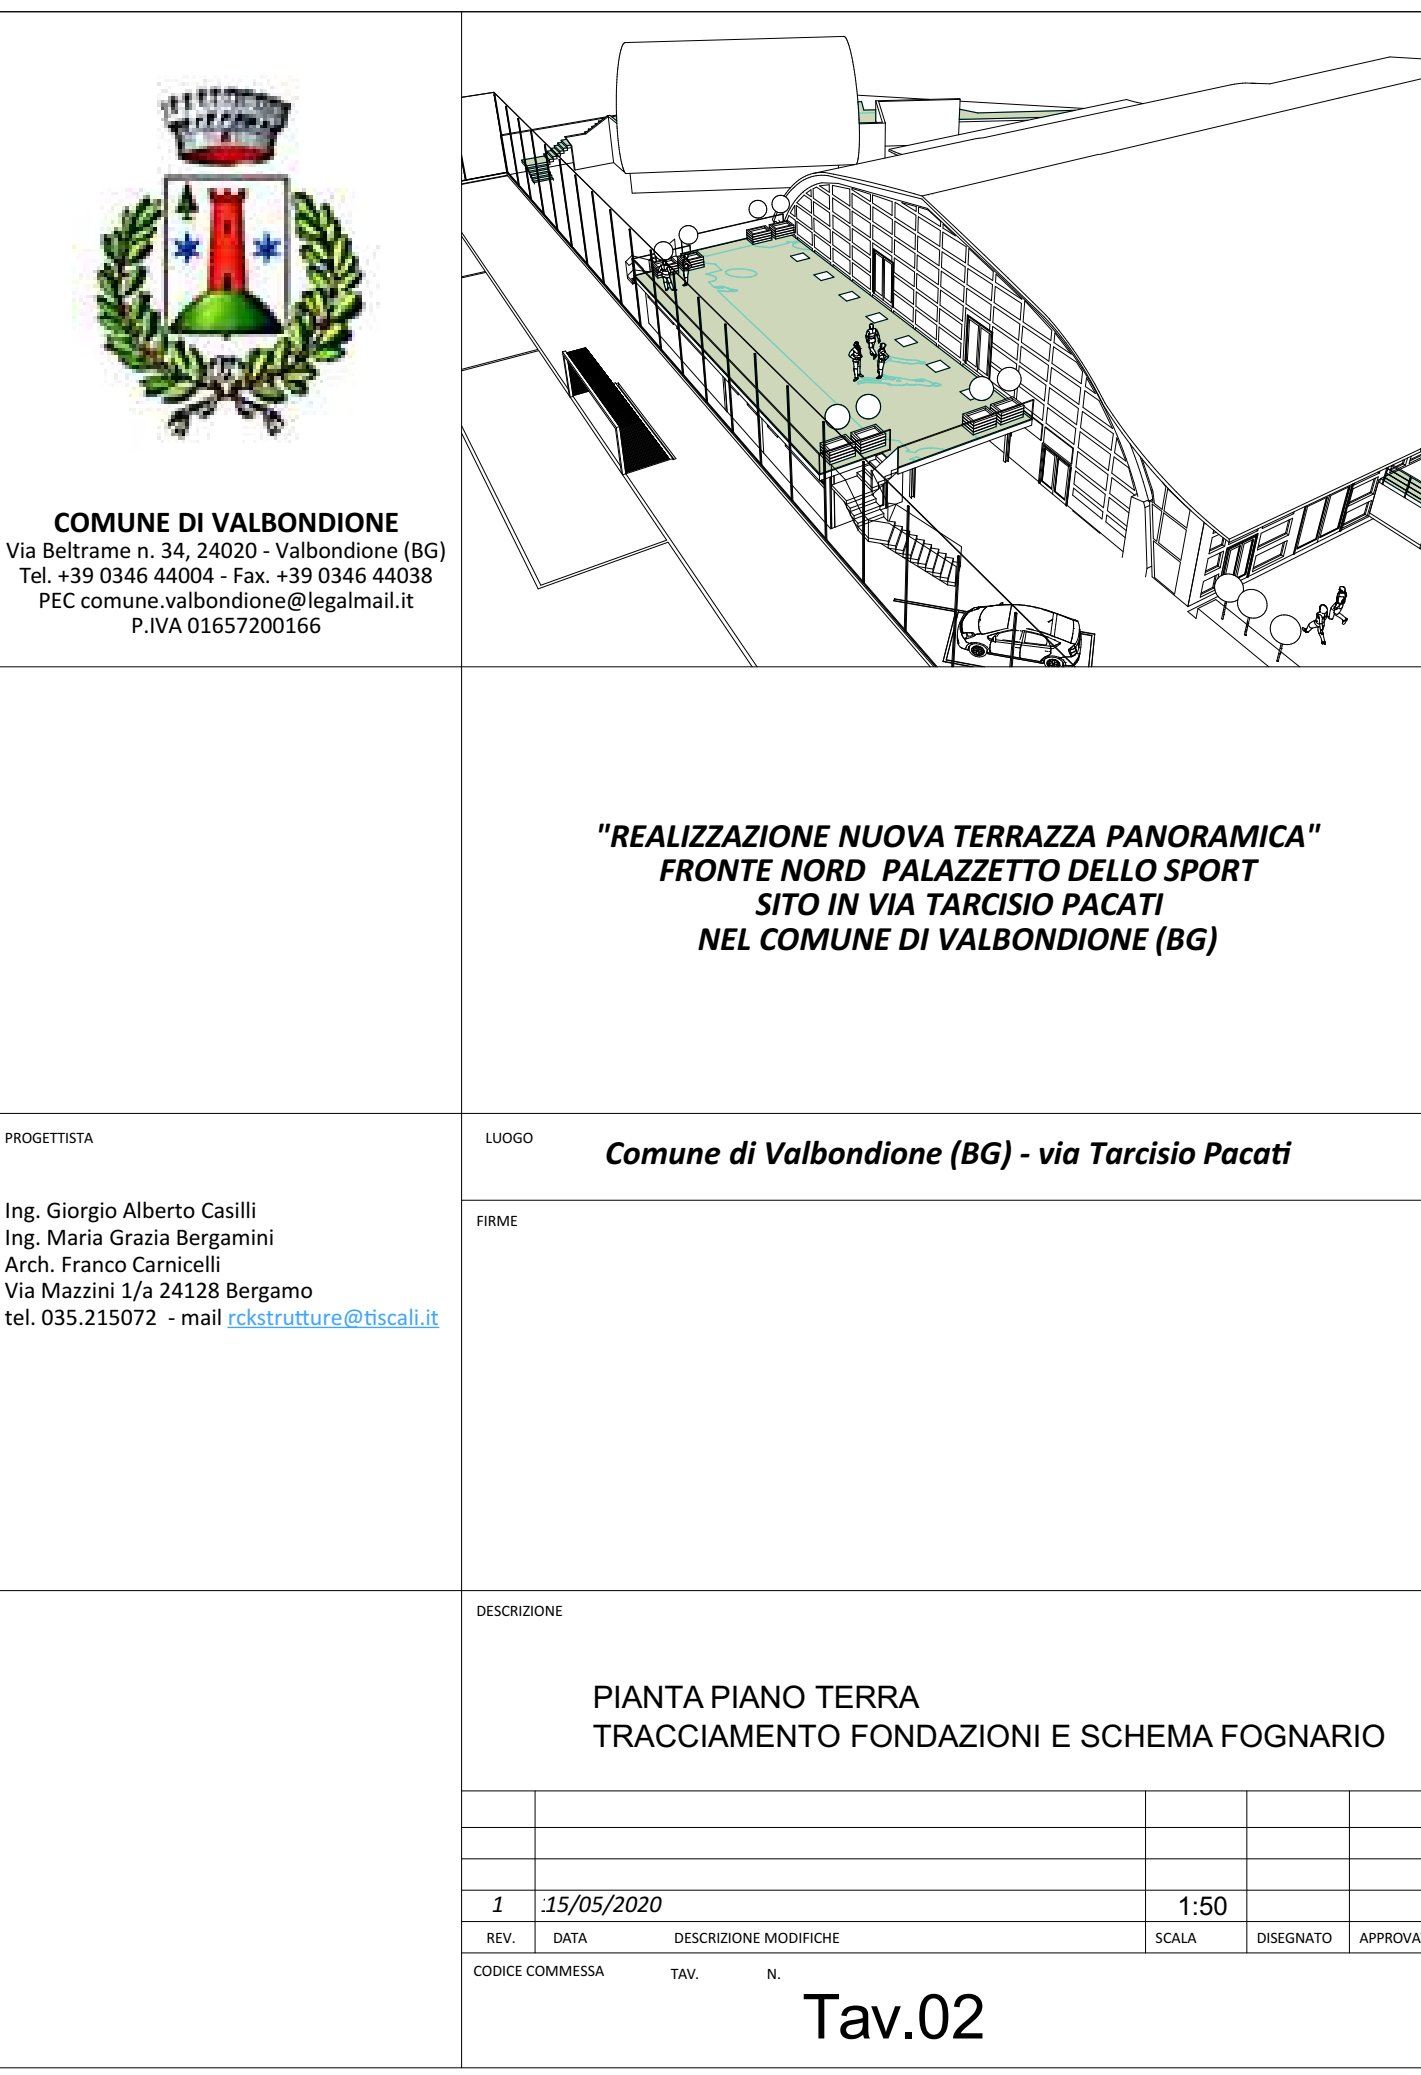 COMUNE DI VALBONDIONE
Via Beltrame n. 34, 24020 - Valbondione (BG)
Tel. +39 0346 44004 - Fax. +39 0346 44038
PEC comune.valbondione@legalmail.it
P.IVA 01657200166
"REALIZZAZIONE NUOVA TERRAZZA PANORAMICA"
FRONTE NORD PALAZZETTO DELLO SPORT
SITO IN VIA TARCISIO PACATI
NEL COMUNE DI VALBONDIONE (BG)
PROGETTISTA
Ing. Giorgio Alberto Casilli
Ing. Maria Grazia Bergamini
Arch. Franco Carnicelli
Via Mazzini 1/a 24128 Bergamo
tel. 035.215072 - mail rckstrutture@tiscali.it
LUOGO
Comune di Valbondione (BG) - via Tarcisio Pacati
FIRME
DESCRIZIONE
PIANTA PIANO TERRA
TRACCIAMENTO FONDAZIONI E SCHEMA FOGNARIO
1 15/05/2020 1:50
REV. DATA DESCRIZIONE MODIFICHE SCALA DISEGNATO APPROVA
CODICE COMMESSA TAV. N.
Tav.02